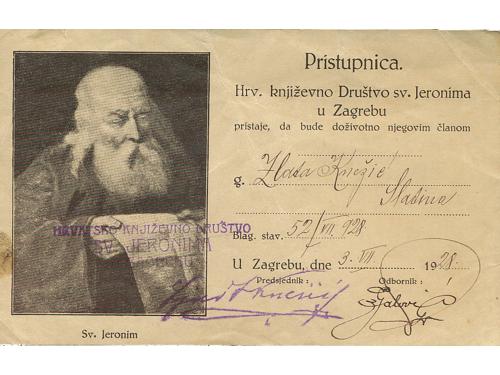 Pristupnica.
Hrv. književno Društvo sv. Jeronima
u Zagrebu
pristaje, da bude doživotno njegovim članom
g. Zlata Knežić
Slatina
Blag. stav. 52/VII. 928.
U Zagrebu, dne 3. VII. 1928.
Predsjednik: Odbornik:
HRVATSKO KNJIŽEVNO DRUŠTVO
SV. JERONIMA
Sv. Jeronim